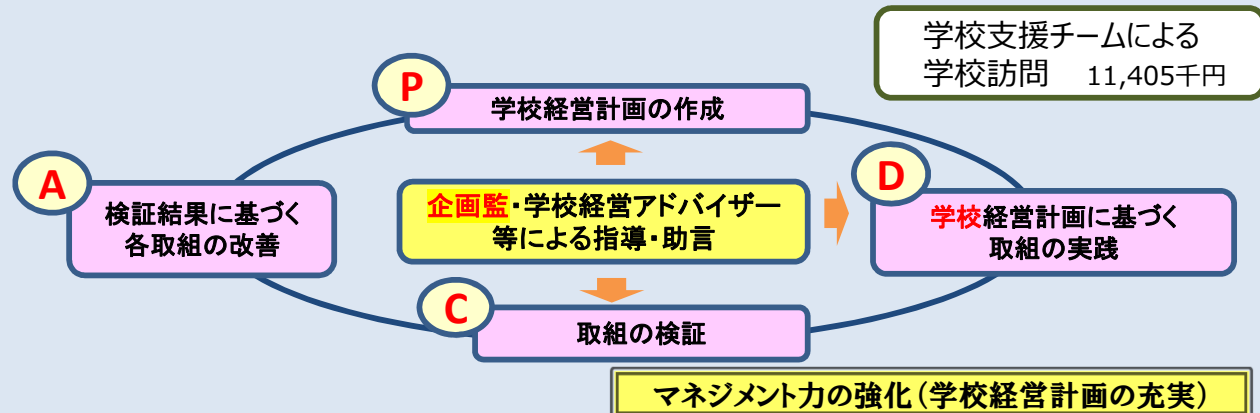 学校支援チームによる
学校訪問 11,405千円
P
学校経営計画の作成
A
検証結果に基づく
各取組の改善
企画監・学校経営アドバイザー
等による指導・助言
D
学校経営計画に基づく
取組の実践
C
取組の検証
マネジメント力の強化(学校経営計画の充実)